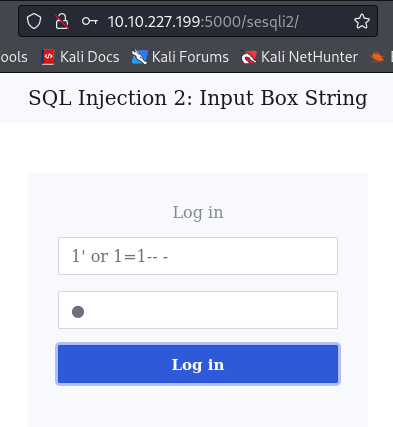 10.10.227.199:5000/sesqli2/
ools Kali Docs Kali Forums Kali NetHunter
SQL Injection 2: Input Box String
Log in
1' or 1=1-- -
Log in